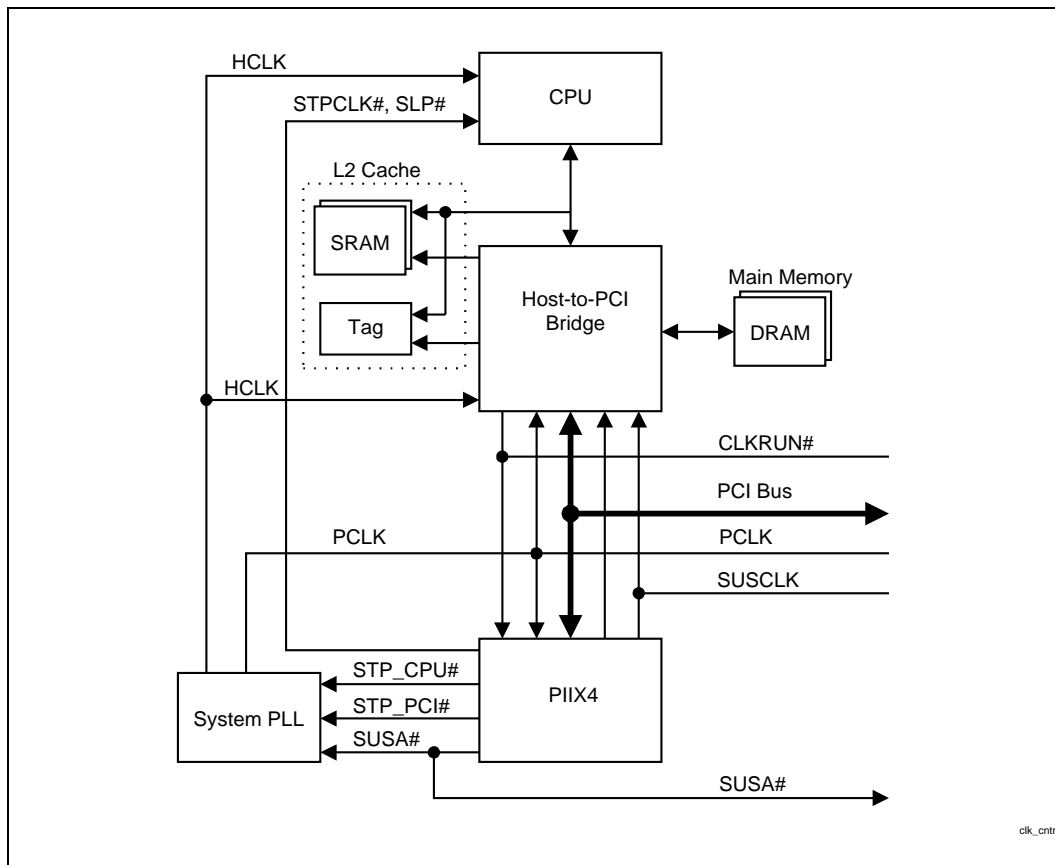 HCLK
CPU
STPCLK#, SLP#
L2 Cache
SRAM
Host-to-PCI
Bridge
Main Memory
DRAM
Tag
HCLK
CLKRUN#
PCI Bus
PCLK
PCLK
SUSCLK
STP_CPU#
PIIX4
System PLL
STP_PCI#
SUSA#
SUSA#
clk_cntr